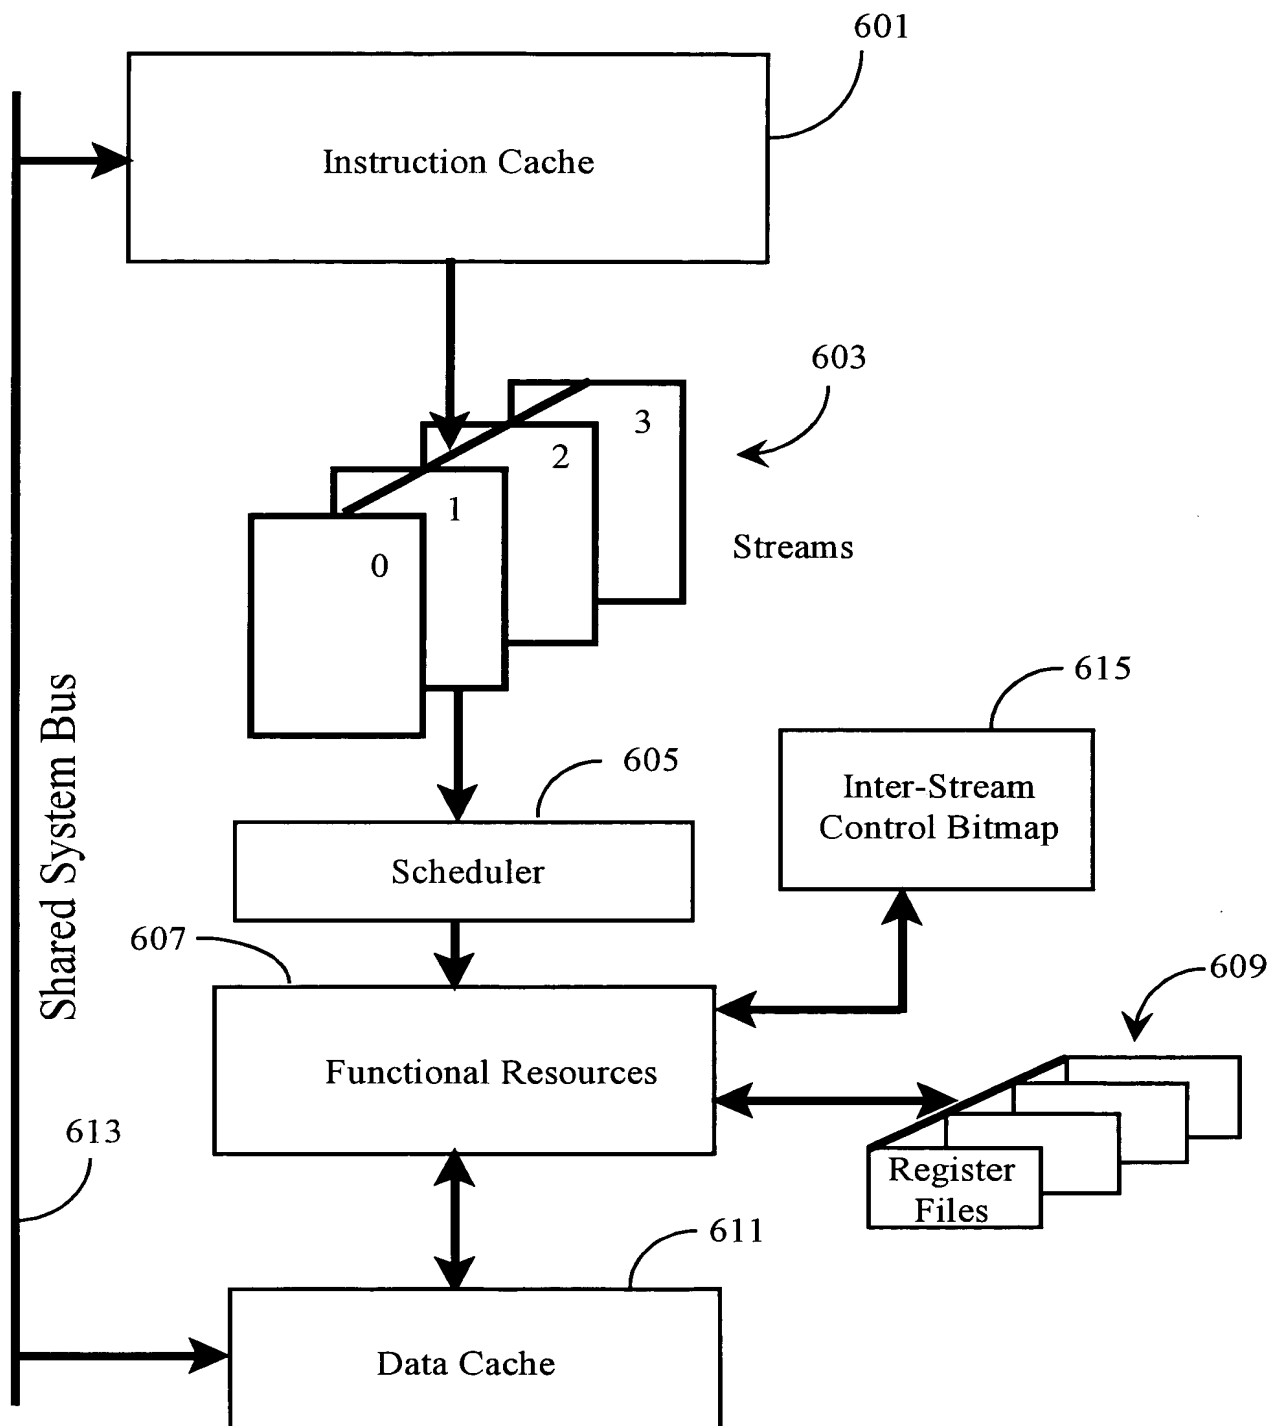 601
Instruction Cache
603
3
2
1
0
Streams
615
605
Inter-Stream
Control Bitmap
Scheduler
607
Shared System Bus
609
Functional Resources
613
Register
Files
611
Data Cache